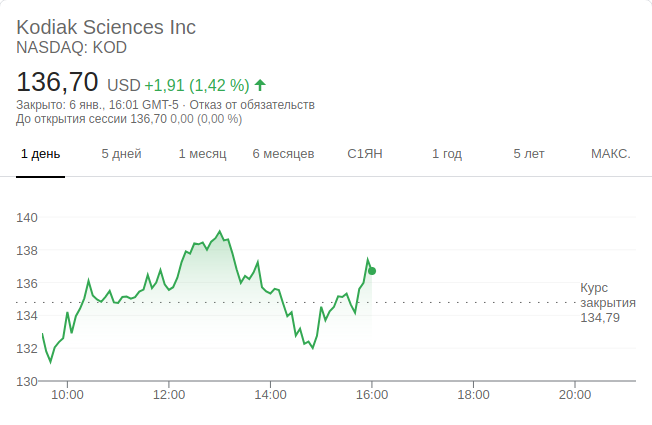 Kodiak Sciences Inc
NASDAQ: KOD
136,70 USD +1,91 (1,42 %)
Закрыто: 6 янв., 16:01 GMT-5 · Отказ от обязательств
До открытия сессии 136,70 0,00 (0,00 %)
1 день 5 дней 1 месяц 6 месяцев С1ЯН 1 год 5 лет МАКС.
140
138
136
134
132
130
Курс
закрытия
134,79
10:00 12:00 14:00 16:00 18:00 20:00